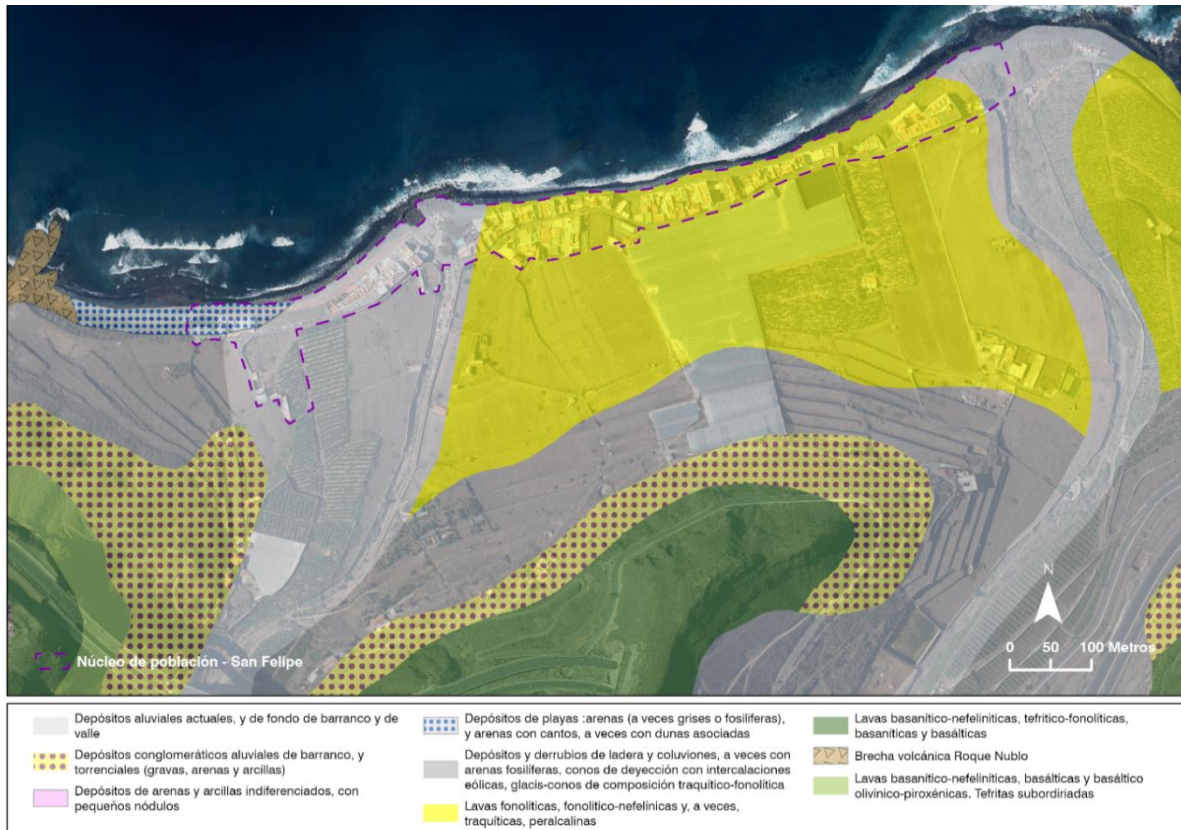 N
0 50 100 Metros
Núcleo de población - San Felipe
Depósitos aluviales actuales, y de fondo de barranco y de
valle
Depósitos conglomeráticos aluviales de barranco, y
torrenciales (gravas, arenas y arcillas)
Depósitos de arenas y arcillas indiferenciados, con
pequeños nódulos
Depósitos de playas :arenas (a veces grises o fosilíferas),
y arenas con cantos, a veces con dunas asociadas
Depósitos y derrubios de ladera y coluviones, a veces con
arenas fosilíferas, conos de deyección con intercalaciones
eólicas, glacis-conos de composición traquítico-fonolítica
Lavas fonolíticas, fonolítico-nefelínicas y, a veces,
traquíticas, peralcalinas
Lavas basanítico-nefeliníticas, tefrítico-fonolíticas,
basaníticas y basálticas
Brecha volcánica Roque Nublo
Lavas basanítico-nefeliníticas, basálticas y basáltico
olivínico-piroxénicas. Tefritas subordiriadas